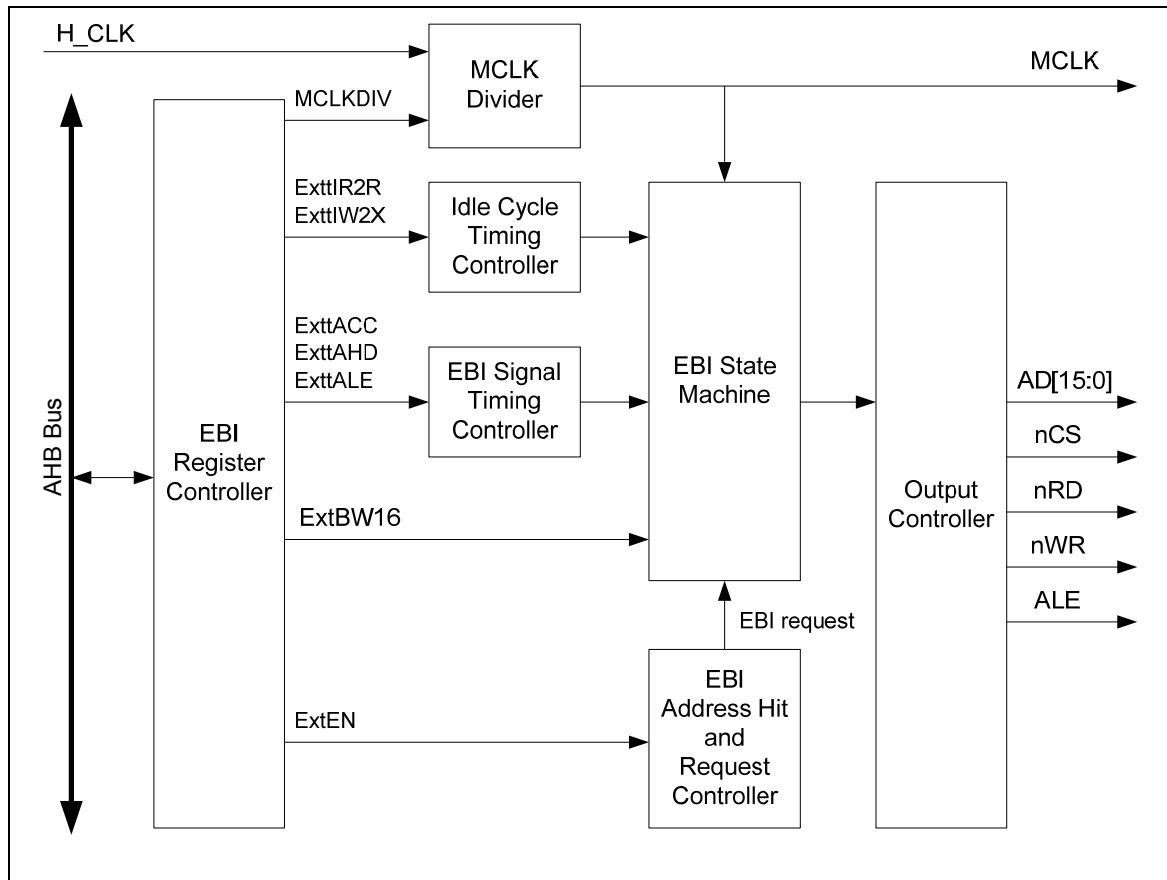 H_CLK
MCLK
Divider
MCLK
MCLKDIV
ExttIR2R
ExttIW2X
Idle Cycle
Timing
Controller
ExttACC
ExttAHD
ExttALE
EBI Signal
Timing
Controller
EBI State
Machine
AD[15:0]
nCS
nRD
nWR
ALE
AHB Bus
EBI
Register
Controller
Output
Controller
ExtBW16
EBI request
ExtEN
EBI
Address Hit
and
Request
Controller